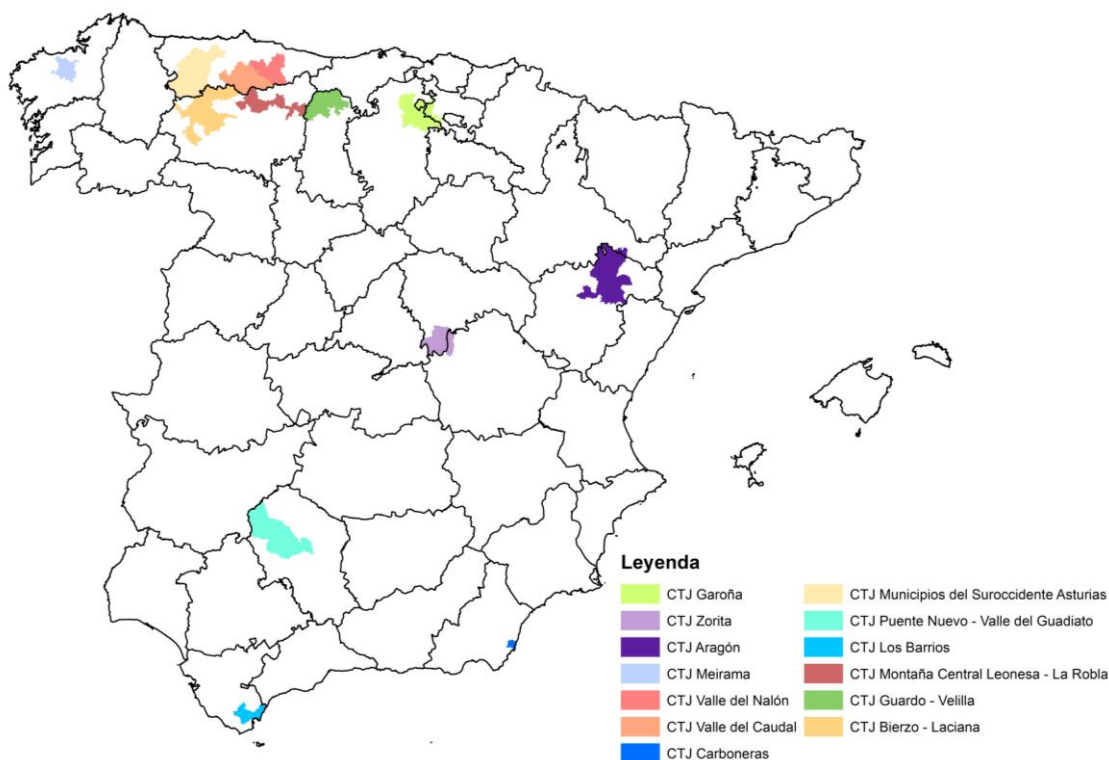 Leyenda
CTJ Garoña
CTJ Zorita
CTJ Aragón
CTJ Meirama
CTJ Valle del Nalón
CTJ Valle del Caudal
CTJ Carboneras
CTJ Municipios del Suroccidente Asturias
CTJ Puente Nuevo - Valle del Guadiato
CTJ Los Barrios
CTJ Montaña Central Leonesa - La Robla
CTJ Guardo - Velilla
CTJ Bierzo - Laciana